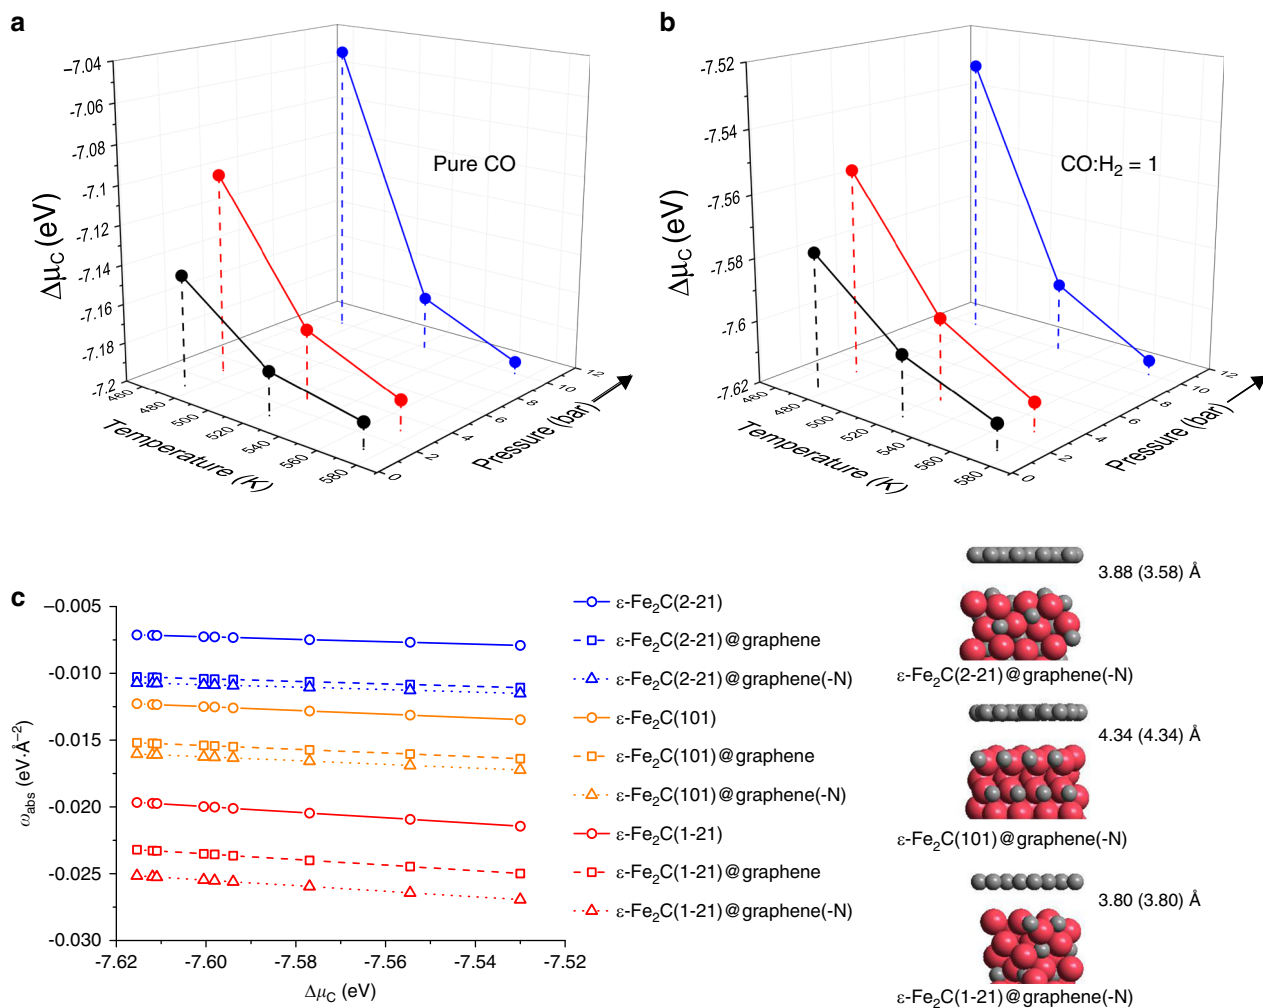 a
−7.04
-7.06
-7.08
-7.1
-7.12
-7.14
-7.16
-7.18
-7.2
ΔμC (eV)
Pure CO
460
480
500
520
540
560
580
Temperature (K)
0
2
4
6
8
10
12
Pressure (bar)
b
-7.52
-7.54
-7.56
-7.58
-7.6
-7.62
ΔμC (eV)
CO:H2 = 1
460
480
500
520
540
560
580
Temperature (K)
0
2
4
6
8
10
12
Pressure (bar)
c
−0.005
-0.010
-0.015
-0.020
-0.025
-0.030
ωabs (eV·Å−2)
-7.62
-7.60
-7.58
-7.56
-7.54
-7.52
ΔμC (eV)
ε-Fe2C(2-21)
ε-Fe2C(2-21)@graphene
ε-Fe2C(2-21)@graphene(-N)
ε-Fe2C(101)
ε-Fe2C(101)@graphene
ε-Fe2C(101)@graphene(-N)
ε-Fe2C(1-21)
ε-Fe2C(1-21)@graphene
ε-Fe2C(1-21)@graphene(-N)
3.88 (3.58) Å
ε-Fe2C(2-21)@graphene(-N)
4.34 (4.34) Å
ε-Fe2C(101)@graphene(-N)
3.80 (3.80) Å
ε-Fe2C(1-21)@graphene(-N)